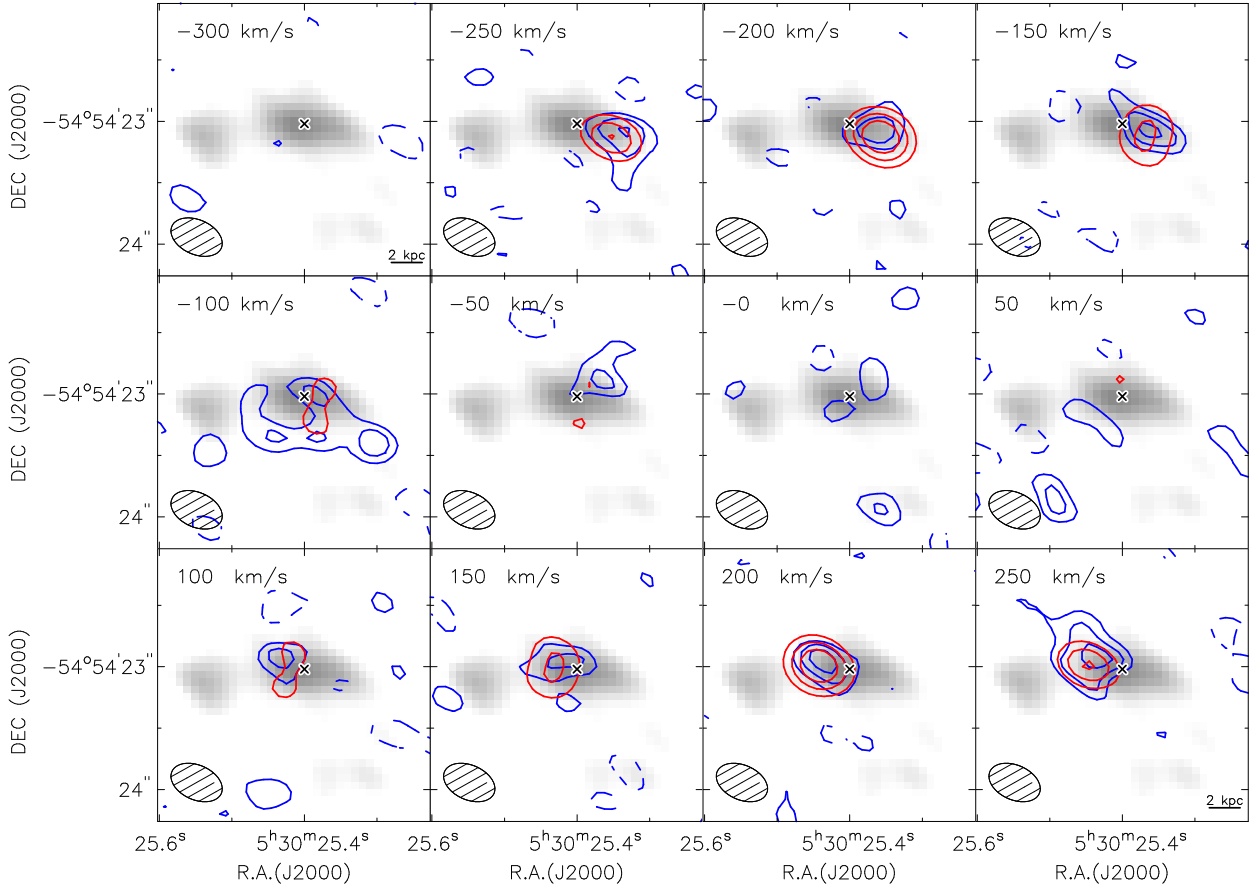 −300 km/s
−250 km/s
−200 km/s
−150 km/s
DEC (J2000)
−54°54'23"
24"
2 kpc
−100 km/s
−50 km/s
−0 km/s
50 km/s
DEC (J2000)
−54°54'23"
24"
100 km/s
150 km/s
200 km/s
250 km/s
DEC (J2000)
−54°54'23"
24"
2 kpc
25.6ˢ 5ʰ30ᵐ25.4ˢ 25.6ˢ 5ʰ30ᵐ25.4ˢ 25.6ˢ 5ʰ30ᵐ25.4ˢ 25.6ˢ 5ʰ30ᵐ25.4ˢ
R.A.(J2000) R.A.(J2000) R.A.(J2000) R.A.(J2000)